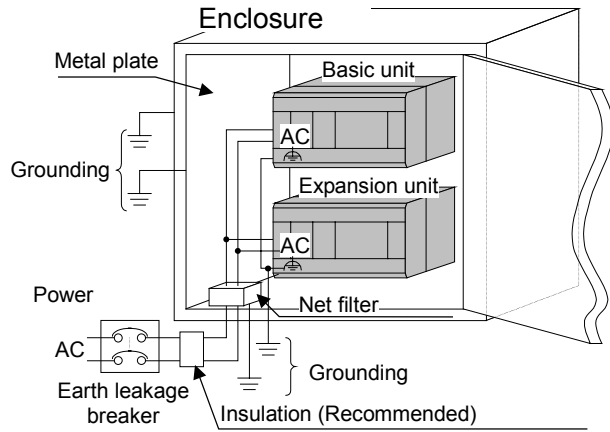 Enclosure
Metal plate
Basic unit
AC
Grounding
Expansion unit
AC
Power
Net filter
AC
Grounding
Earth leakage
breaker
Insulation (Recommended)